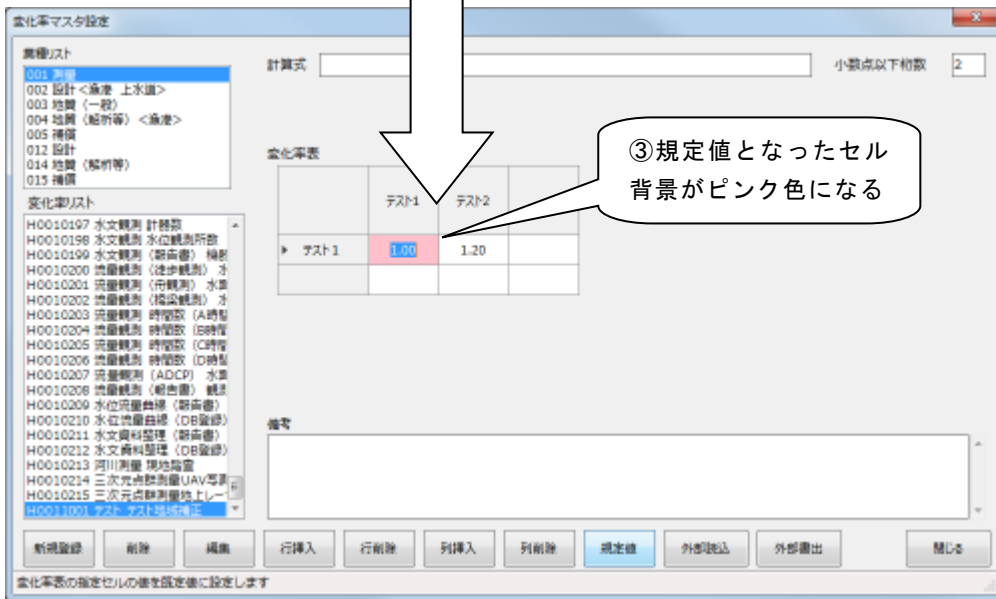 変化率マスタ設定
業種リスト
001 測量
002 設計<漁港 上水道>
003 地質（一般）
004 地質（解析等）<漁港>
005 補償
012 設計
014 地質（解析等）
015 補償
変化率リスト
H0010197 水文観測 計器数
H0010198 水文観測 水位観測所数
H0010199 水文観測（報告書） 機器
H0010200 流量観測（徒歩観測） 水
H0010201 流量観測（舟観測） 水面
H0010202 流量観測（橋梁観測） 水
H0010203 流量観測 時間数（A時
H0010204 流量観測 時間数（B時
H0010205 流量観測 時間数（C時
H0010206 流量観測 時間数（D時
H0010207 流量観測（ADCP） 水面
H0010208 流量観測（報告書） 観測
H0010209 水位流量曲線（報告書）
H0010210 水位流量曲線（DB登録）
H0010211 水文資料整理（報告書）
H0010212 水文資料整理（DB登録）
H0010213 河川測量 現地踏査
H0010214 三次元点群測量UAV写真
H0010215 三次元点群測量地上レー
H0011001 テスト テスト地域補正
計算式
小数点以下桁数 2
変化率表
テスト1 テスト2
テスト1 1.00 1.20
③規定値となったセル
背景がピンク色になる
備考
新規登録 削除 編集 行挿入 行削除 列挿入 列削除 規定値 外部読込 外部書出 閉じる
変化率表の指定セルの値を既定値に設定します